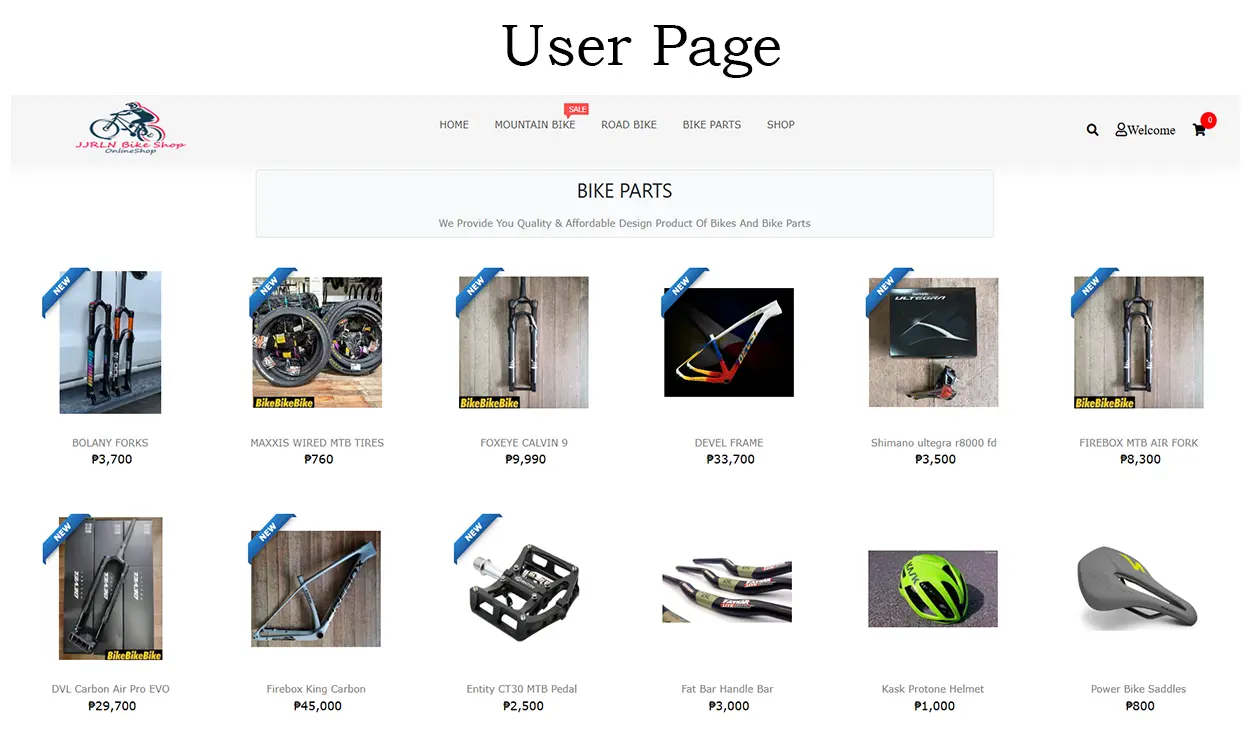 User Page
SALE
HOME MOUNTAIN BIKE ROAD BIKE BIKE PARTS SHOP
JJRLN Bike Shop
OnlineShop
Welcome
0
BIKE PARTS
We Provide You Quality & Affordable Design Product Of Bikes And Bike Parts
NEW NEW NEW NEW NEW NEW
ULTEGRA
DEVEL
BikeBikeBike BikeBikeBike BikeBikeBike
BOLANY FORKS MAXXIS WIRED MTB TIRES FOXEYE CALVIN 9 DEVEL FRAME Shimano ultegra r8000 fd FIREBOX MTB AIR FORK
₱3,700 ₱760 ₱9,990 ₱33,700 ₱3,500 ₱8,300
NEW NEW NEW
DEVEL DEVEL
KASK
FATBAR
BikeBikeBike
DVL Carbon Air Pro EVO Firebox King Carbon Entity CT30 MTB Pedal Fat Bar Handle Bar Kask Protone Helmet Power Bike Saddles
₱29,700 ₱45,000 ₱2,500 ₱3,000 ₱1,000 ₱800